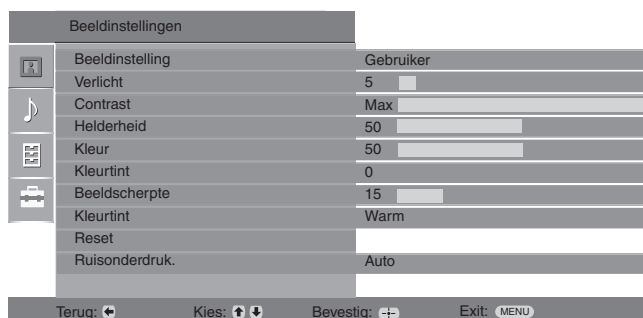 Beeldinstellingen
Beeldinstelling Gebruiker
Verlicht 5
Contrast Max
Helderheid 50
Kleur 50
Kleurtint 0
Beeldscherpte 15
Kleurtint Warm
Reset
Ruisonderdruk. Auto
Terug: Kies: Bevestig: Exit: MENU